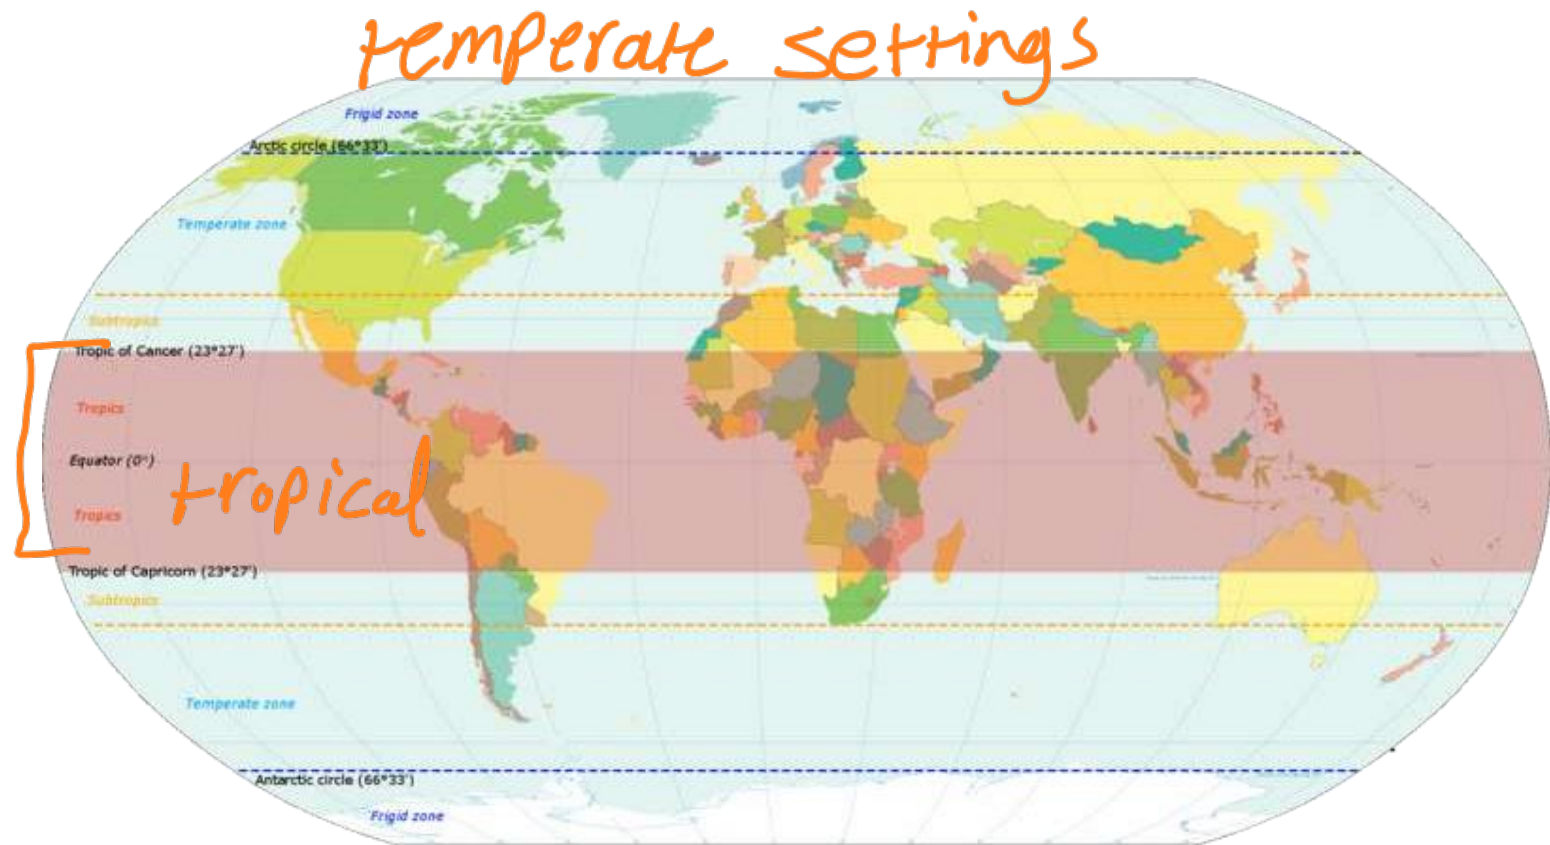 temperate settings
Frigid zone
Arctic circle (66°33')
Temperate zone
Subtropics
Tropic of Cancer (23°27')
Tropics
Equator (0°)
tropical
Tropics
Tropic of Capricorn (23°27')
Subtropics
Temperate zone
Antarctic circle (66°33')
Frigid zone